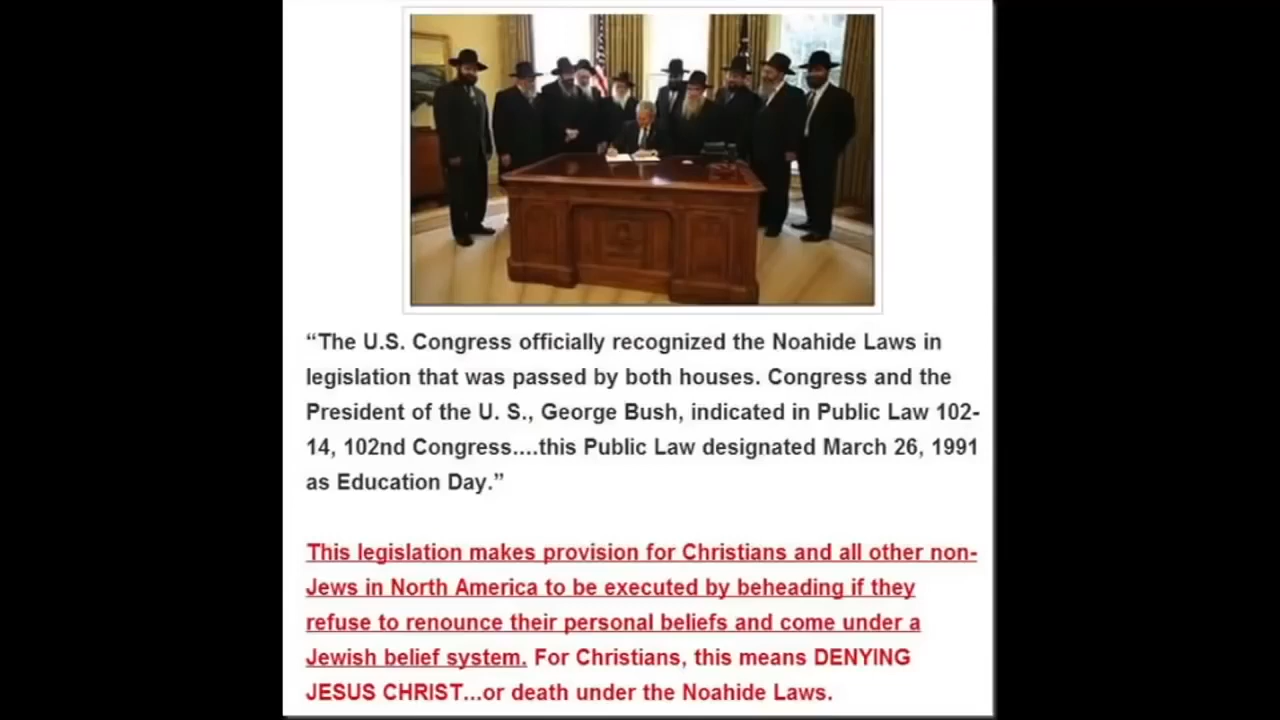 “The U.S. Congress officially recognized the Noahide Laws in
legislation that was passed by both houses. Congress and the
President of the U. S., George Bush, indicated in Public Law 102-
14, 102nd Congress....this Public Law designated March 26, 1991
as Education Day.”
This legislation makes provision for Christians and all other non-
Jews in North America to be executed by beheading if they
refuse to renounce their personal beliefs and come under a
Jewish belief system. For Christians, this means DENYING
JESUS CHRIST...or death under the Noahide Laws.